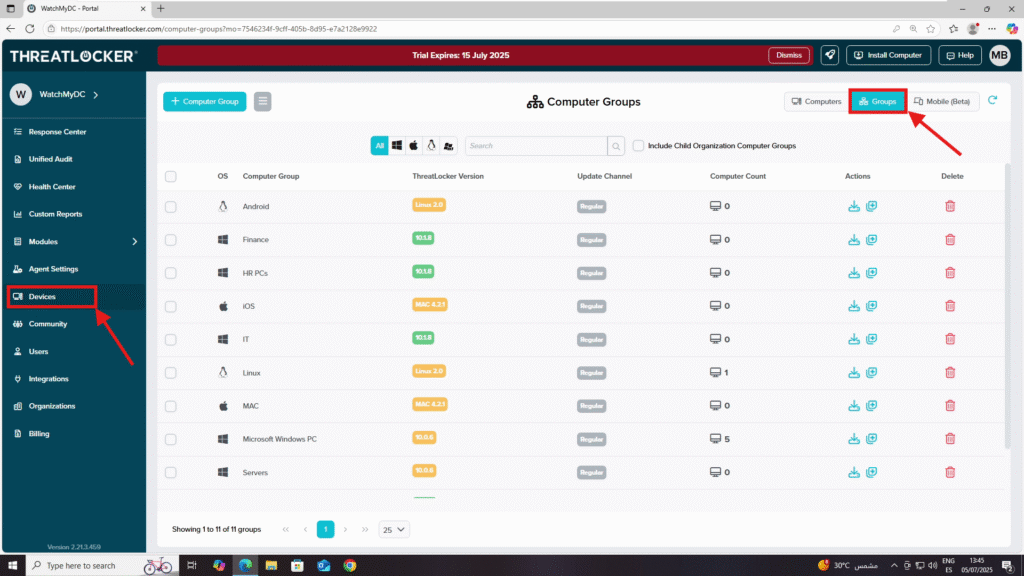 WatchMyDC - Portal
https://portal.threatlocker.com/computer-groups?mo=7546234f-9cff-405b-8d95-e7a2128e9922
THREATLOCKER
Trial Expires: 15 July 2025
Dismiss
Install Computer
Help
MB
W
WatchMyDC
Response Center
Unified Audit
Health Center
Custom Reports
Modules
Agent Settings
Devices
Community
Users
Integrations
Organizations
Billing
Version 2.21.3.459
+ Computer Group
Computer Groups
Computers
Groups
Mobile (Beta)
All
Search
Include Child Organization Computer Groups
OS Computer Group ThreatLocker Version Update Channel Computer Count Actions Delete
Android Linux 2.0 Regular 0
Finance 10.1.8 Regular 0
HR PCs 10.1.8 Regular 0
iOS MAC 4.2.1 Regular 0
IT 10.1.8 Regular 0
Linux Linux 2.0 Regular 1
MAC MAC 4.2.1 Regular 0
Microsoft Windows PC 10.0.6 Regular 5
Servers 10.0.6 Regular 0
Showing 1 to 11 of 11 groups
1
25
Type here to search
30°C مشمس
ENG
ES
13:45
05/07/2025
2